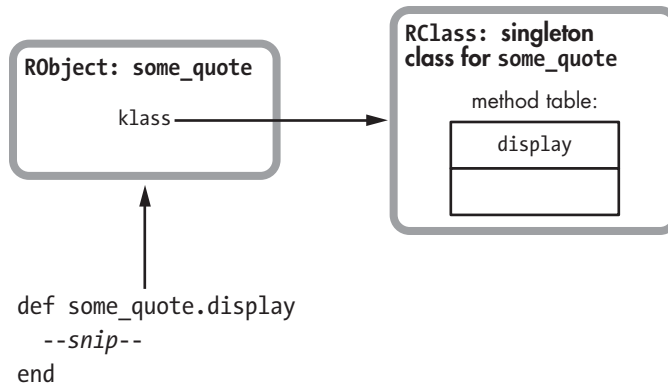 RObject: some_quote
klass
RClass: singleton
class for some_quote
method table:
display
def some_quote.display
--snip--
end